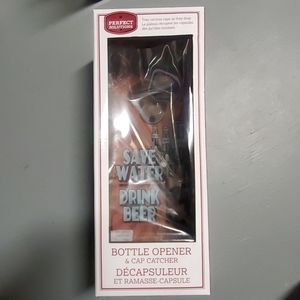 PERFECT
SOLUTIONS
SAVE
WATER
DRINK
BEER
BOTTLE OPENER
& CAP CATCHER
DÉCAPSULEUR
ET RAMASSE-CAPSULE